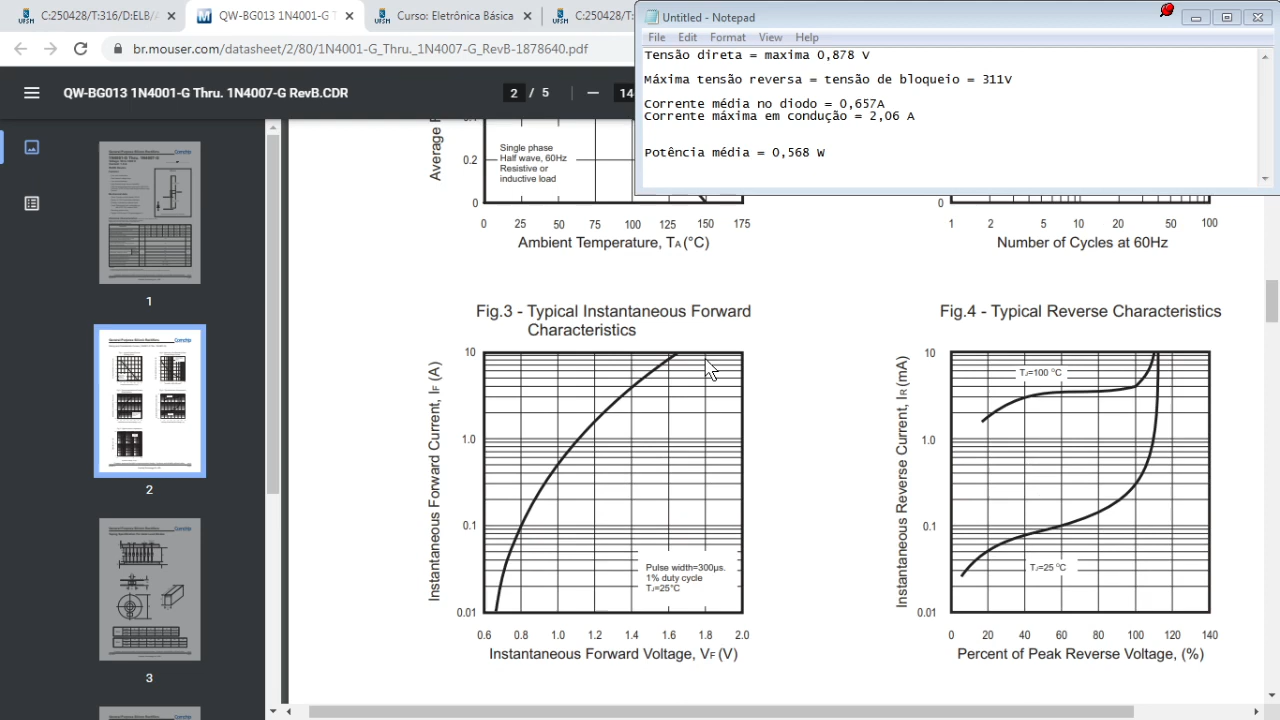 C:250428/T:316/D:ELB/A
QW-BG013 1N4001-G T
Curso: Eletrônica Básica
C:250428/T:
Untitled - Notepad
br.mouser.com/datasheet/2/80/1N4001-G_Thru._1N4007-G_RevB-1878640.pdf
File Edit Format View Help
Tensão direta = maxima 0,878 V
Máxima tensão reversa = tensão de bloqueio = 311V
Corrente média no diodo = 0,657A
Corrente máxima em condução = 2,06 A
Potência média = 0,568 W
QW-BG013 1N4001-G Thru. 1N4007-G RevB.CDR
2 / 5
14
1
2
3
Average
Single phase
Half wave, 60Hz
Resistive or
inductive load
0.2
0
0 25 50 75 100 125 150 175
Ambient Temperature, TA (°C)
0
1 2 5 10 20 50 100
Number of Cycles at 60Hz
Fig.3 - Typical Instantaneous Forward
Characteristics
Instantaneous Forward Current, IF (A)
10
1.0
0.1
0.01
Pulse width=300μs.
1% duty cycle
TJ=25°C
0.6 0.8 1.0 1.2 1.4 1.6 1.8 2.0
Instantaneous Forward Voltage, VF (V)
Fig.4 - Typical Reverse Characteristics
Instantaneous Reverse Current, IR (mA)
10
1.0
0.1
0.01
TJ=100 °C
TJ=25 °C
0 20 40 60 80 100 120 140
Percent of Peak Reverse Voltage, (%)